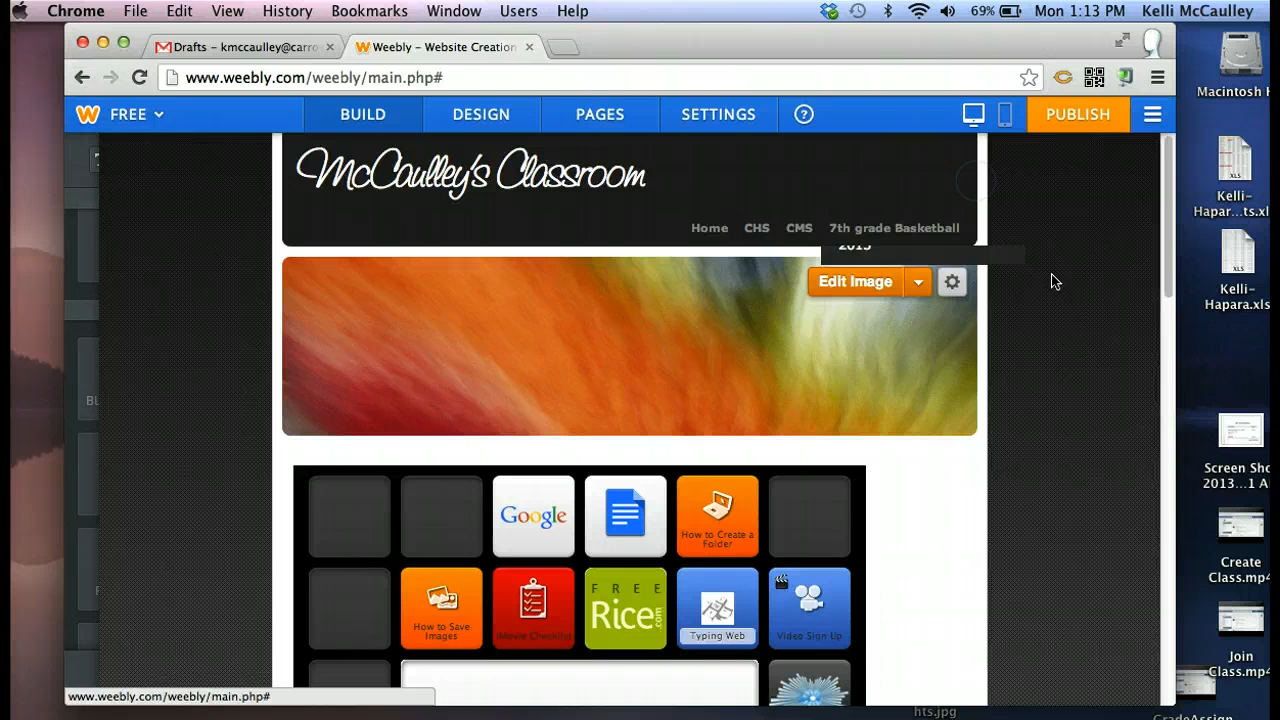 Chrome File Edit View History Bookmarks Window Users Help 69% Mon 1:13 PM Kelli McCaulley
Drafts – kmccaulley@carro × Weebly – Website Creation ×
www.weebly.com/weebly/main.php#
W FREE BUILD DESIGN PAGES SETTINGS ? PUBLISH
McCaulley's Classroom
Home CHS CMS 7th grade Basketball
2013
Edit Image
Google
How to Create a
Folder
How to Save
Images
iMovie Checklist
FREE
Rice.com
Typing Web
Video Sign Up
www.weebly.com/weebly/main.php#
Macintosh H
XLS
Kelli-
Hapar...ts.xl
XLS
Kelli-
Hapara.xls
Screen Sho
2013...1 A
Create
Class.mp4
Join
Class.mp4
hts.jpg
GradeAssign